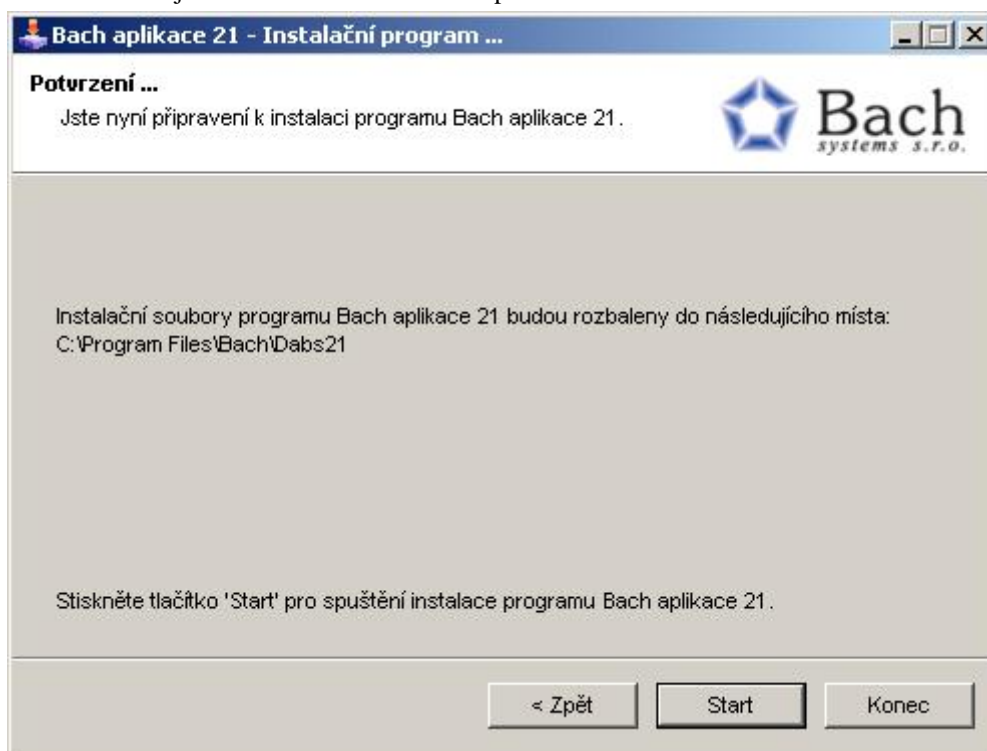 Bach aplikace 21 - Instalační program ...
Potvrzení ...
Jste nyní připravení k instalaci programu Bach aplikace 21.
Bach
systems s.r.o.
Instalační soubory programu Bach aplikace 21 budou rozbaleny do následujícího místa:
C:\Program Files\Bach\Dabs21
Stiskněte tlačítko 'Start' pro spuštění instalace programu Bach aplikace 21.
< Zpět
Start
Konec